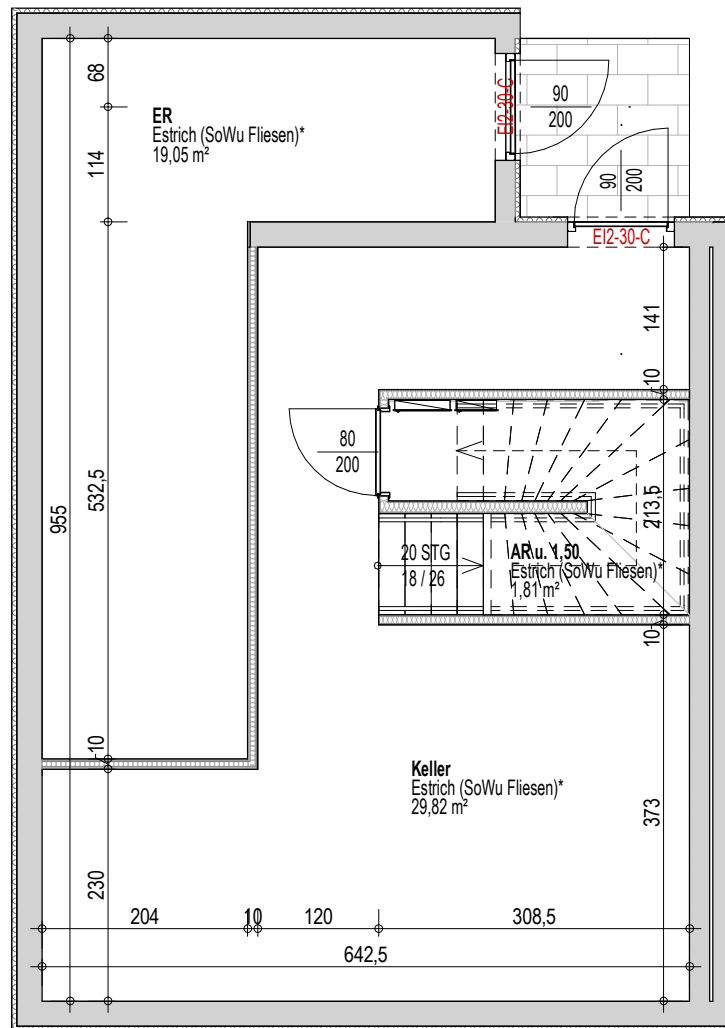 68
ER
Estrich (SoWu Fliesen)*
19,05 m²
114
EI2-30-C
90
200
90
200
EI2-30-C
141
10
80
200
532,5
955
213,5
20 STG
18 / 26
AR u. 1,50
Estrich (SoWu Fliesen)*
1,81 m²
10
10
Keller
Estrich (SoWu Fliesen)*
29,82 m²
373
230
204
10
120
308,5
642,5